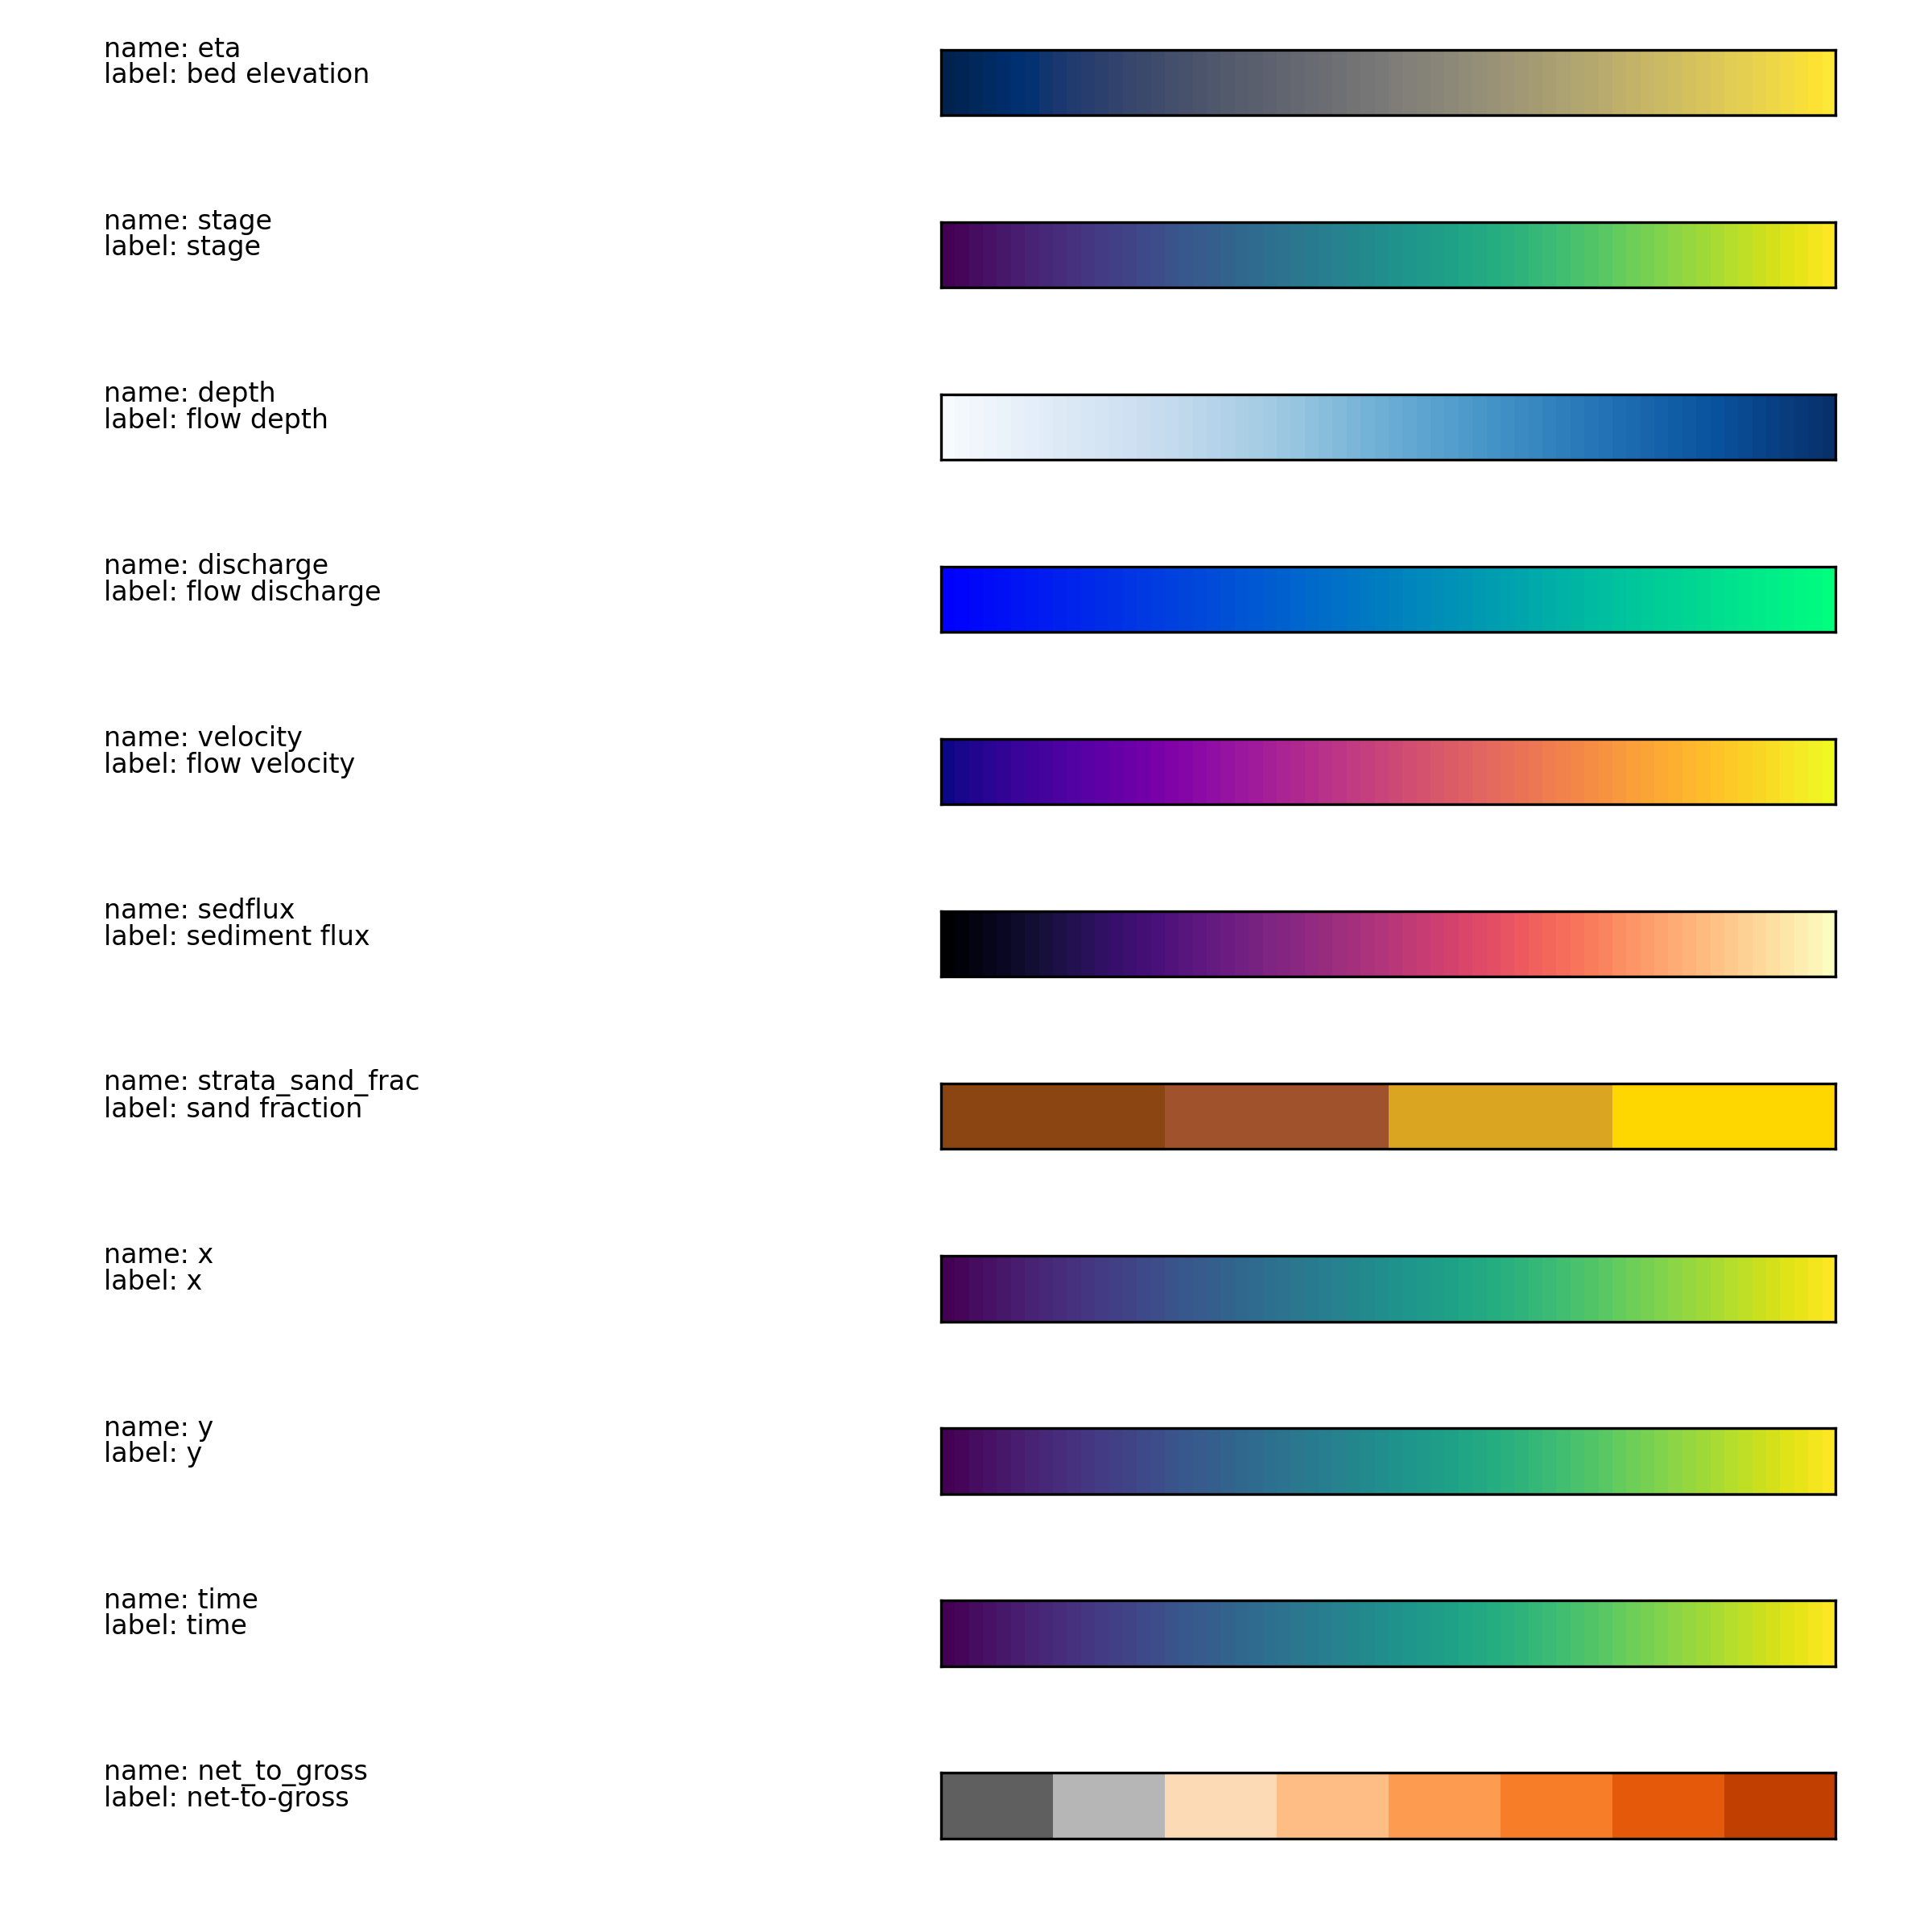 name: eta
label: bed elevation
name: stage
label: stage
name: depth
label: flow depth
name: discharge
label: flow discharge
name: velocity
label: flow velocity
name: sedflux
label: sediment flux
name: strata_sand_frac
label: sand fraction
name: x
label: x
name: y
label: y
name: time
label: time
name: net_to_gross
label: net-to-gross